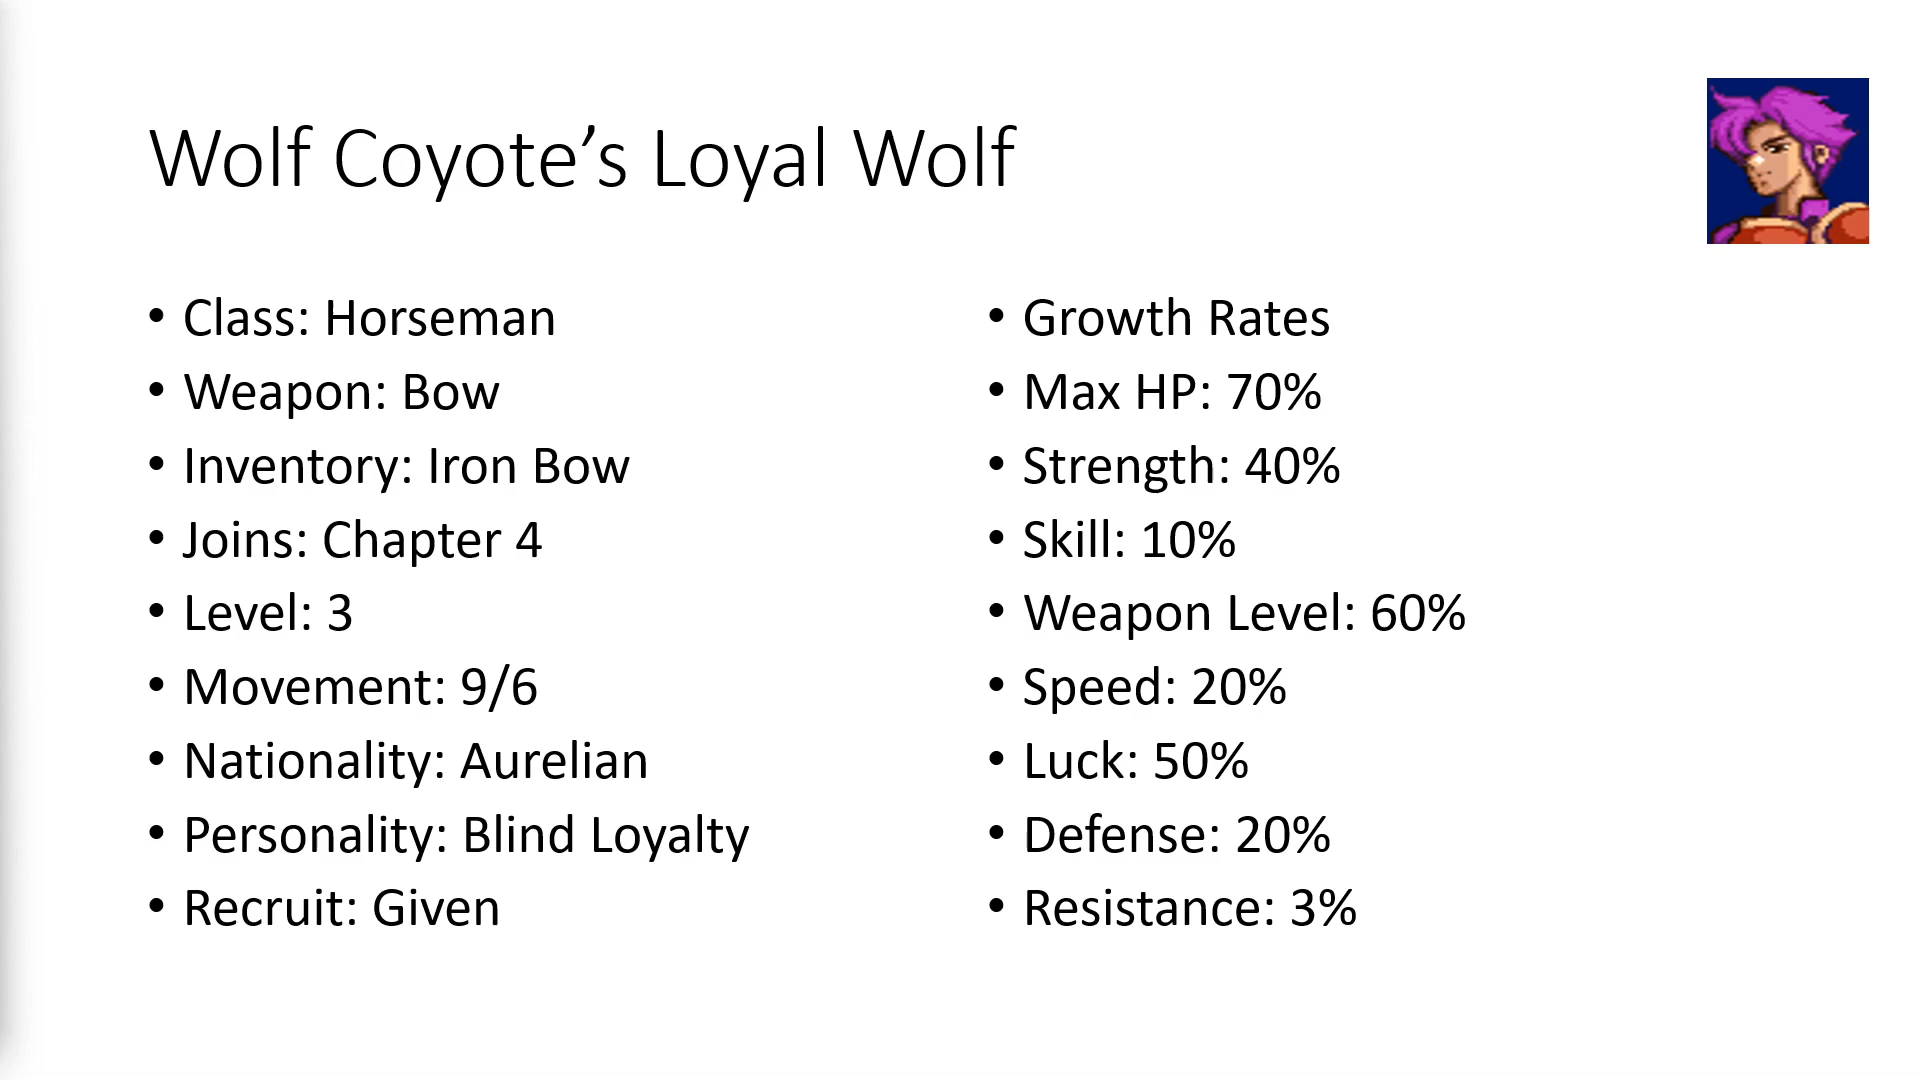 Wolf Coyote’s Loyal Wolf
• Class: Horseman
• Weapon: Bow
• Inventory: Iron Bow
• Joins: Chapter 4
• Level: 3
• Movement: 9/6
• Nationality: Aurelian
• Personality: Blind Loyalty
• Recruit: Given
• Growth Rates
• Max HP: 70%
• Strength: 40%
• Skill: 10%
• Weapon Level: 60%
• Speed: 20%
• Luck: 50%
• Defense: 20%
• Resistance: 3%